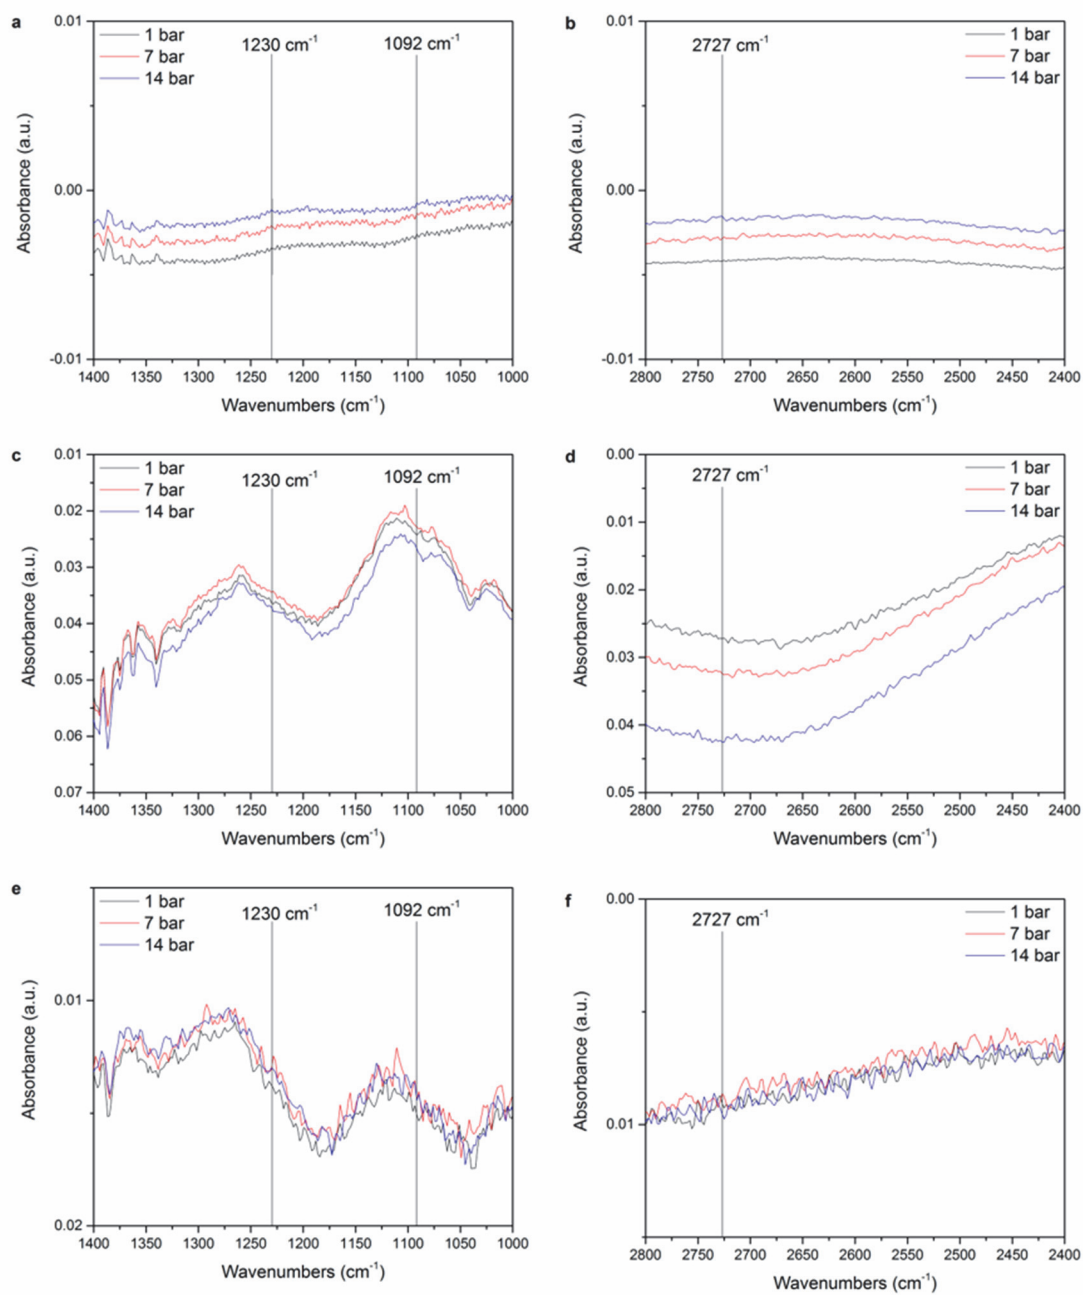 a
1 bar
7 bar
14 bar
1230 cm⁻¹
1092 cm⁻¹
0.01
0.00
-0.01
Absorbance (a.u.)
1400 1350 1300 1250 1200 1150 1100 1050 1000
Wavenumbers (cm⁻¹)
b
2727 cm⁻¹
1 bar
7 bar
14 bar
0.01
0.00
-0.01
Absorbance (a.u.)
2800 2750 2700 2650 2600 2550 2500 2450 2400
Wavenumbers (cm⁻¹)
c
1 bar
7 bar
14 bar
1230 cm⁻¹
1092 cm⁻¹
0.01
0.02
0.03
0.04
0.05
0.06
0.07
Absorbance (a.u.)
1400 1350 1300 1250 1200 1150 1100 1050 1000
Wavenumbers (cm⁻¹)
d
2727 cm⁻¹
1 bar
7 bar
14 bar
0.00
0.01
0.02
0.03
0.04
0.05
Absorbance (a.u.)
2800 2750 2700 2650 2600 2550 2500 2450 2400
Wavenumbers (cm⁻¹)
e
1 bar
7 bar
14 bar
1230 cm⁻¹
1092 cm⁻¹
0.01
0.02
Absorbance (a.u.)
1400 1350 1300 1250 1200 1150 1100 1050 1000
Wavenumbers (cm⁻¹)
f
2727 cm⁻¹
1 bar
7 bar
14 bar
0.00
0.01
Absorbance (a.u.)
2800 2750 2700 2650 2600 2550 2500 2450 2400
Wavenumbers (cm⁻¹)